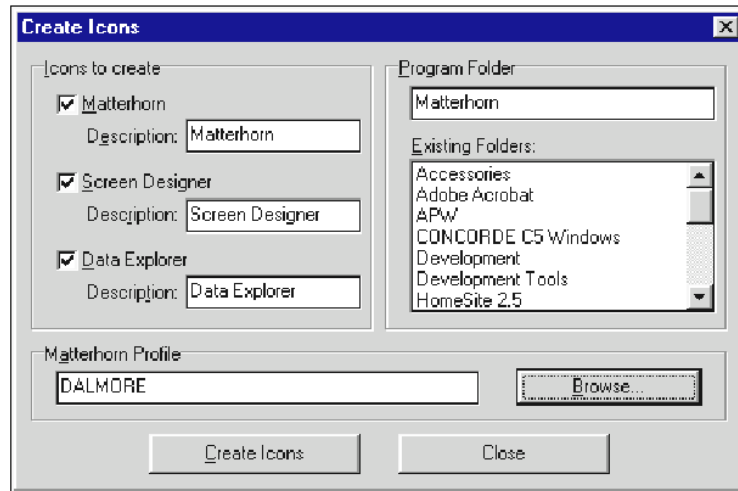 Create Icons
Icons to create
Matterhorn
Description: Matterhorn
Screen Designer
Description: Screen Designer
Data Explorer
Description: Data Explorer
Program Folder
Matterhorn
Existing Folders:
Accessories
Adobe Acrobat
APW
CONCORDE C5 Windows
Development
Development Tools
HomeSite 2.5
Matterhorn Profile
DALMORE
Browse...
Create Icons
Close